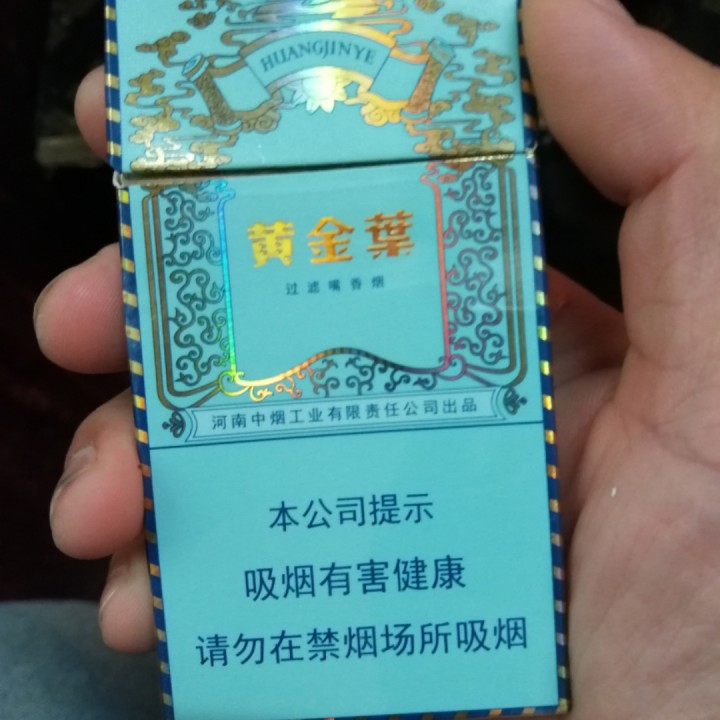 HUANGJINYE
黄金葉
过滤嘴香烟
河南中烟工业有限责任公司出品
本公司提示
吸烟有害健康
请勿在禁烟场所吸烟